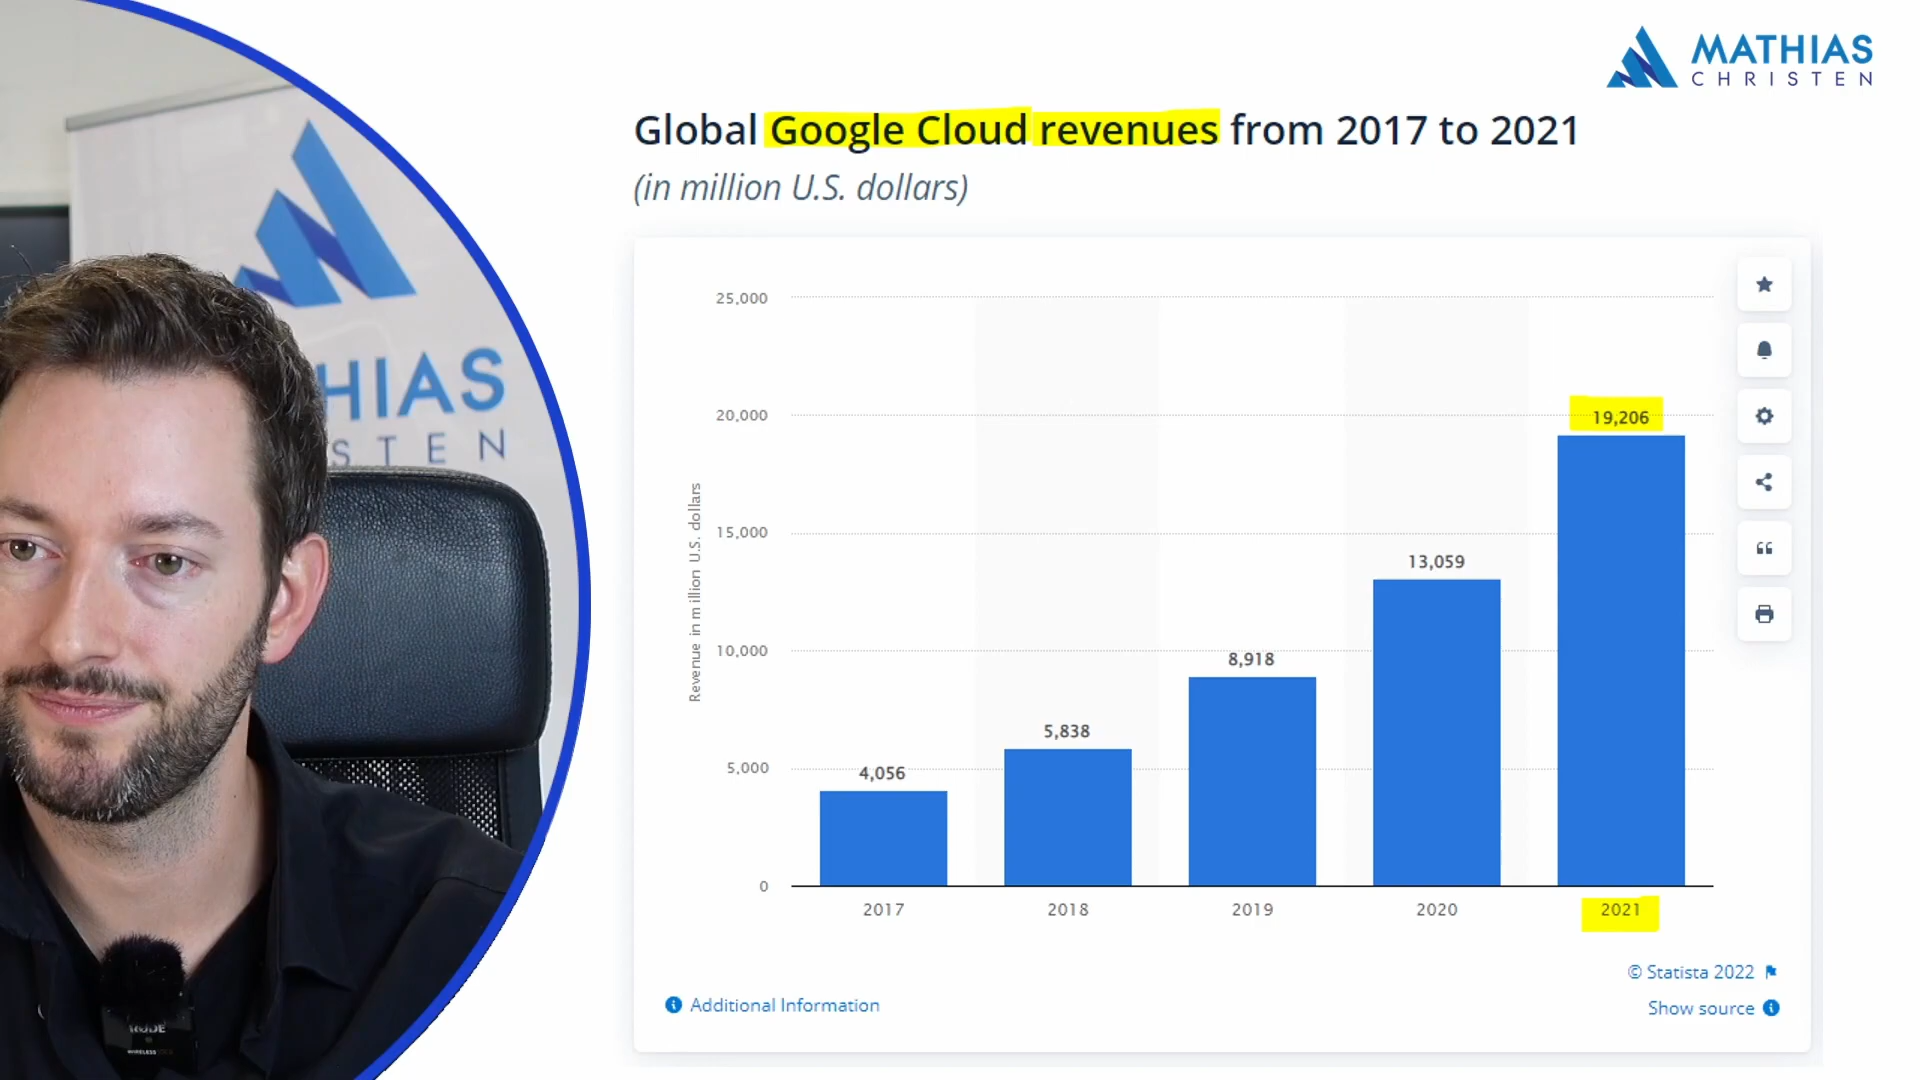 MATHIAS
CHRISTEN
Global Google Cloud revenues from 2017 to 2021
(in million U.S. dollars)
HIAS
STEN
25,000
20,000
15,000
10,000
5,000
0
Revenue in million U.S. dollars
4,056
5,838
8,918
13,059
19,206
2017
2018
2019
2020
2021
© Statista 2022
Additional Information
Show source
RODE
WIRELESS